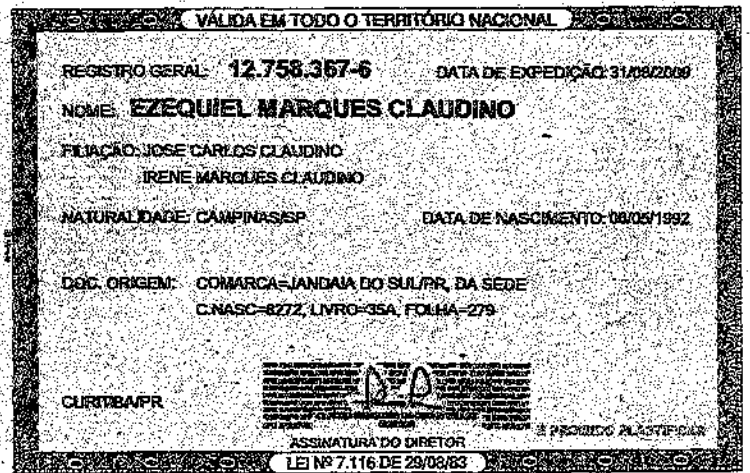 VÁLIDA EM TODO O TERRITÓRIO NACIONAL
REGISTRO GERAL: 12.758.367-6 DATA DE EXPEDIÇÃO: 31/08/2009
NOME: EZEQUIEL MARQUES CLAUDINO
FILIAÇÃO: JOSE CARLOS CLAUDINO
IRENE MARQUES CLAUDINO
NATURALIDADE: CAMPINAS/SP DATA DE NASCIMENTO: 08/05/1992
DOC. ORIGEM: COMARCA=JANDAIA DO SUL/PR, DA SEDE
C.NASC=8272, LIVRO=35A, FOLHA=279
CURITIBA/PR
É PROIBIDO PLASTIFICAR
ASSINATURA DO DIRETOR
LEI Nº 7.116 DE 29/08/83